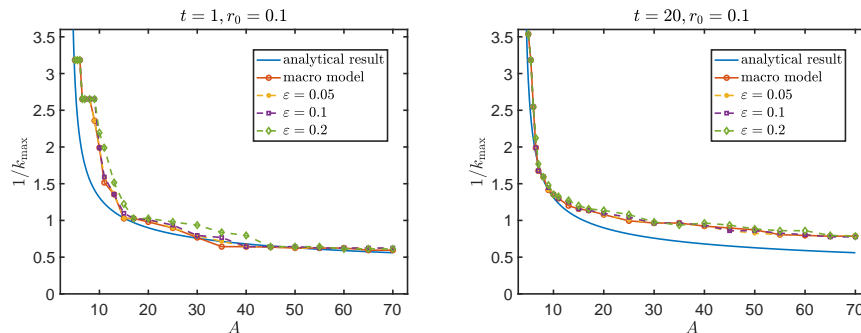 t = 1, r₀ = 0.1
3.5
3
2.5
2
1.5
1
0.5
0
1/k_max
10 20 30 40 50 60 70
A
analytical result
macro model
ε = 0.05
ε = 0.1
ε = 0.2
t = 20, r₀ = 0.1
3.5
3
2.5
2
1.5
1
0.5
0
1/k_max
10 20 30 40 50 60 70
A
analytical result
macro model
ε = 0.05
ε = 0.1
ε = 0.2